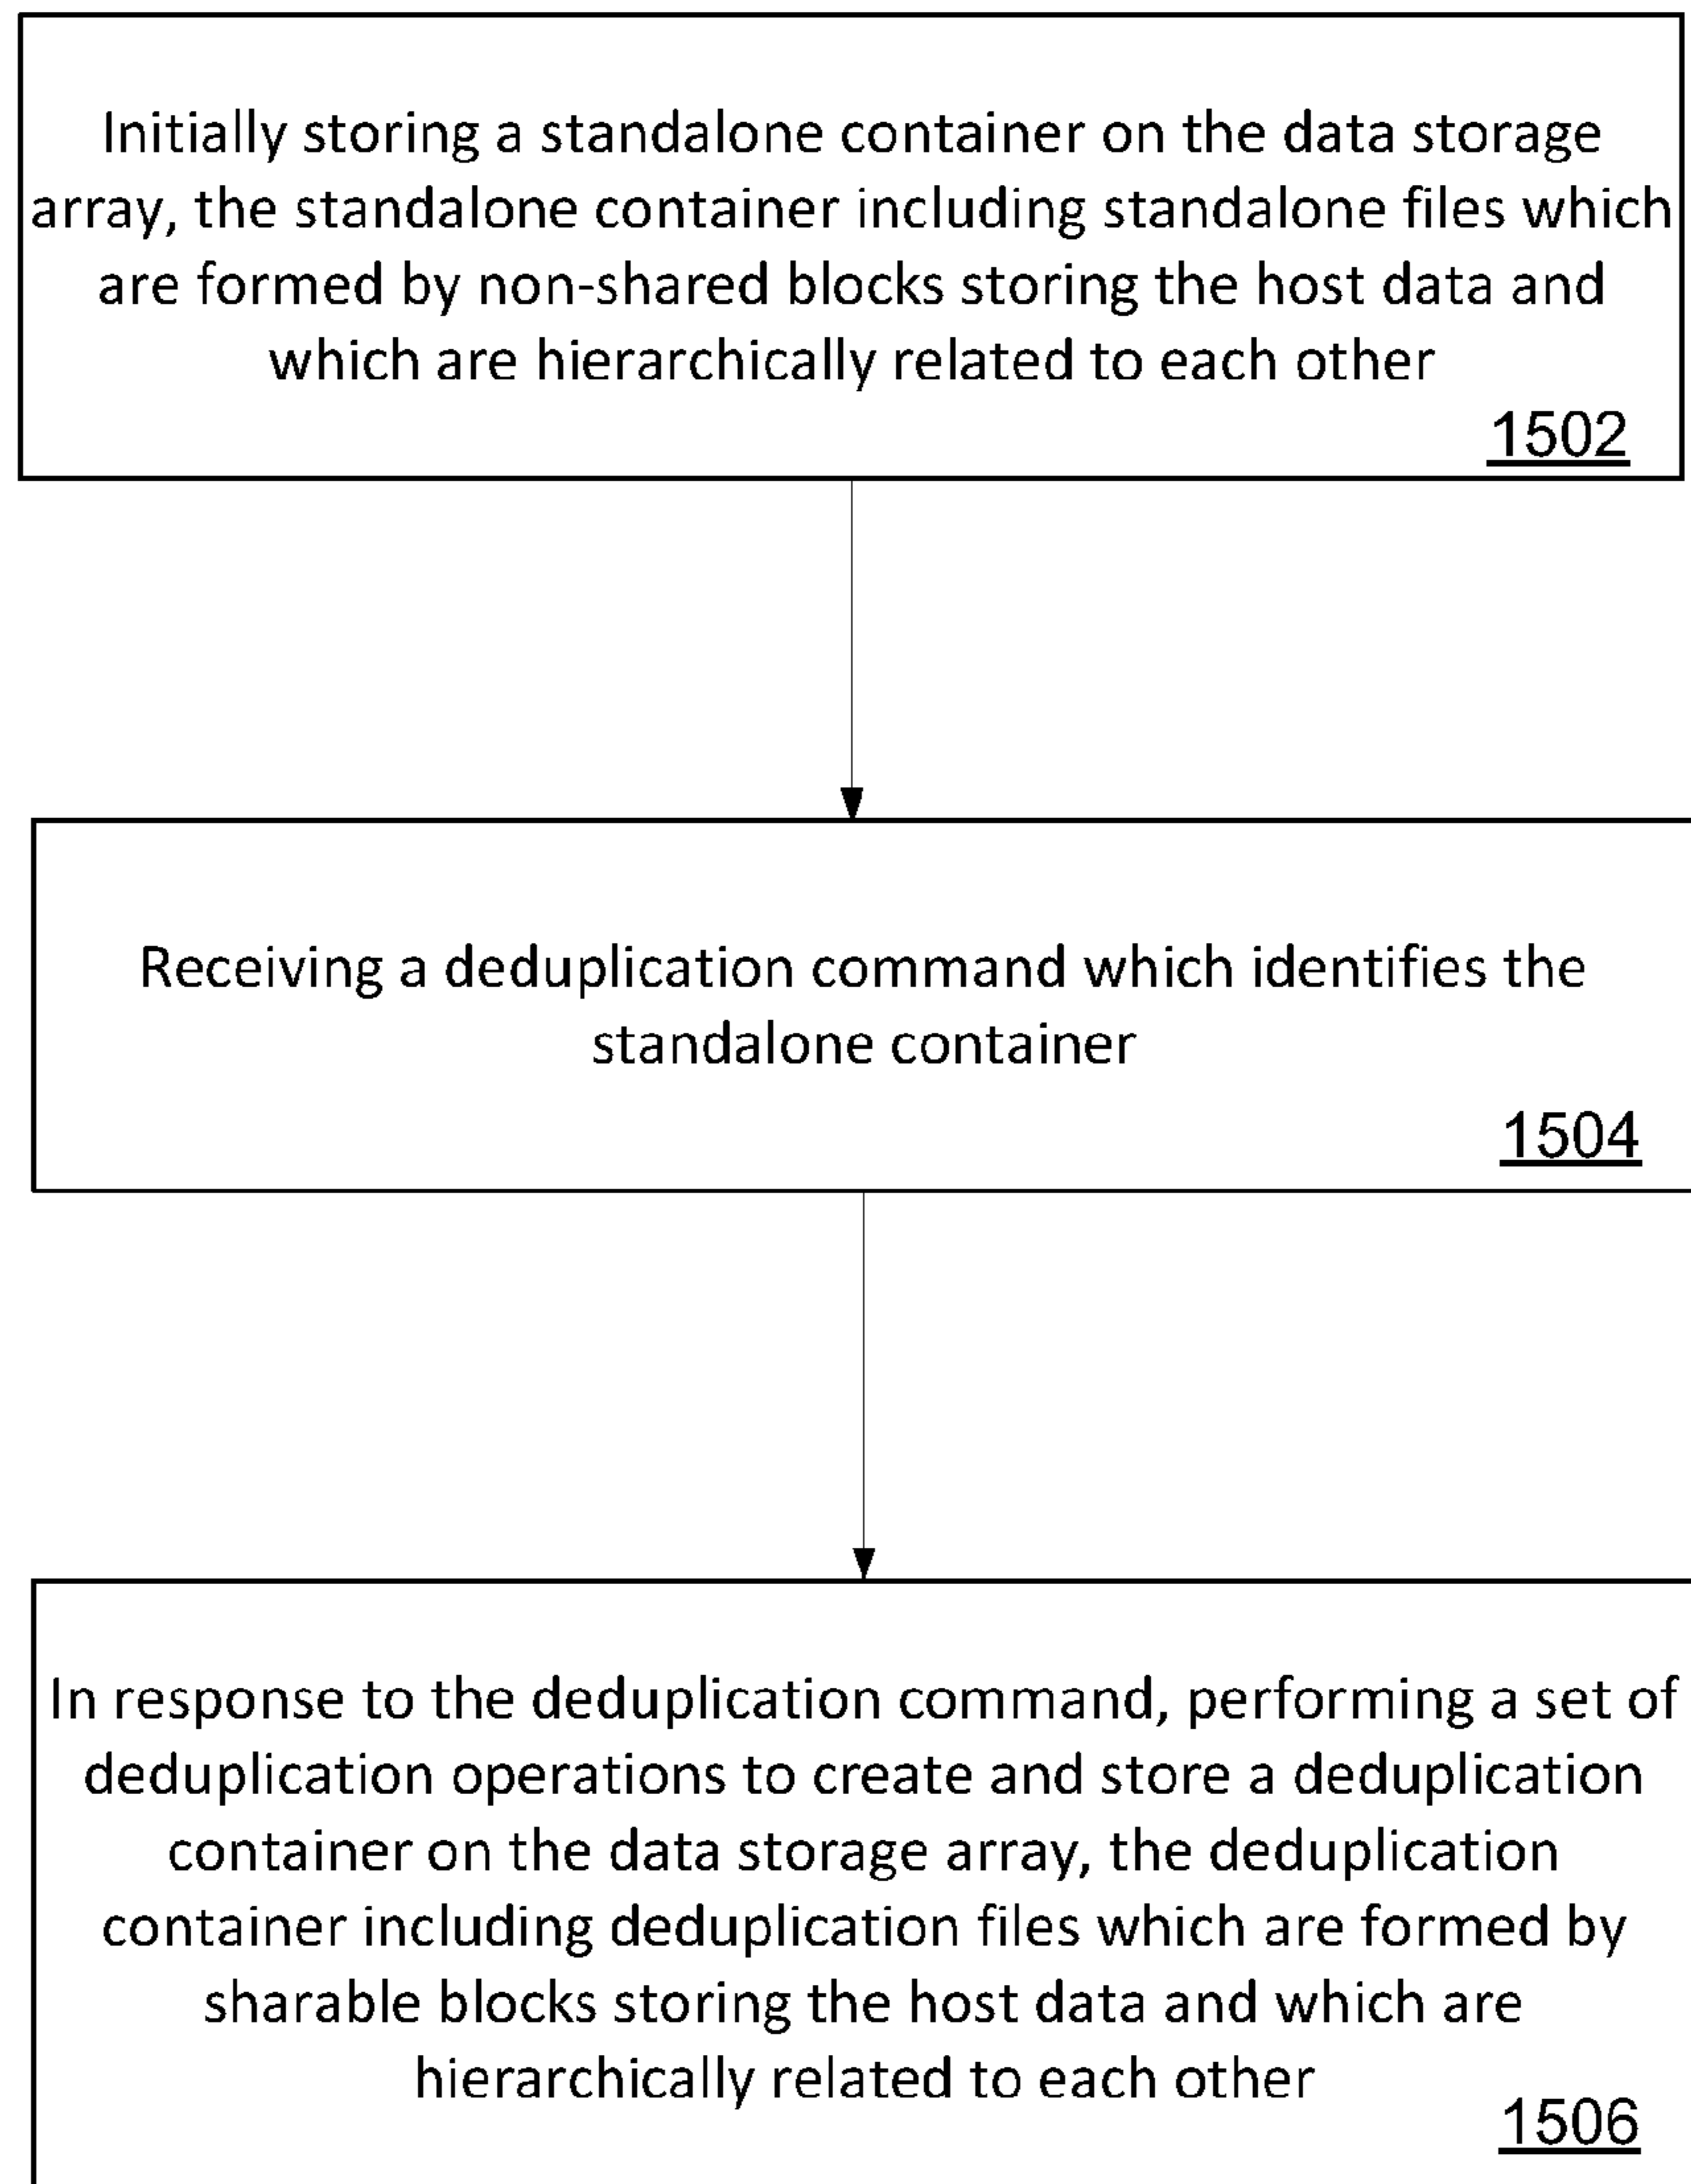 Initially storing a standalone container on the data storage
array, the standalone container including standalone files which
are formed by non-shared blocks storing the host data and
which are hierarchically related to each other
1502
Receiving a deduplication command which identifies the
standalone container
1504
In response to the deduplication command, performing a set of
deduplication operations to create and store a deduplication
container on the data storage array, the deduplication
container including deduplication files which are formed by
sharable blocks storing the host data and which are
hierarchically related to each other
1506